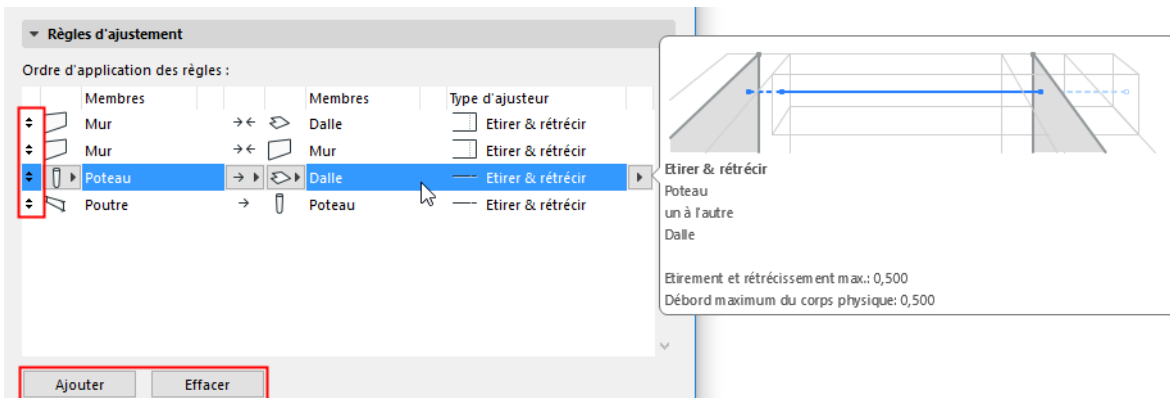 Règles d'ajustement
Ordre d'application des règles :
Membres Membres Type d'ajusteur
Mur Dalle Etirer & rétrécir
Mur Mur Etirer & rétrécir
Poteau Dalle Etirer & rétrécir
Poutre Poteau Etirer & rétrécir
Ajouter Effacer
Etirer & rétrécir
Poteau
un à l'autre
Dalle
Etirement et rétrécissement max.: 0,500
Débord maximum du corps physique: 0,500